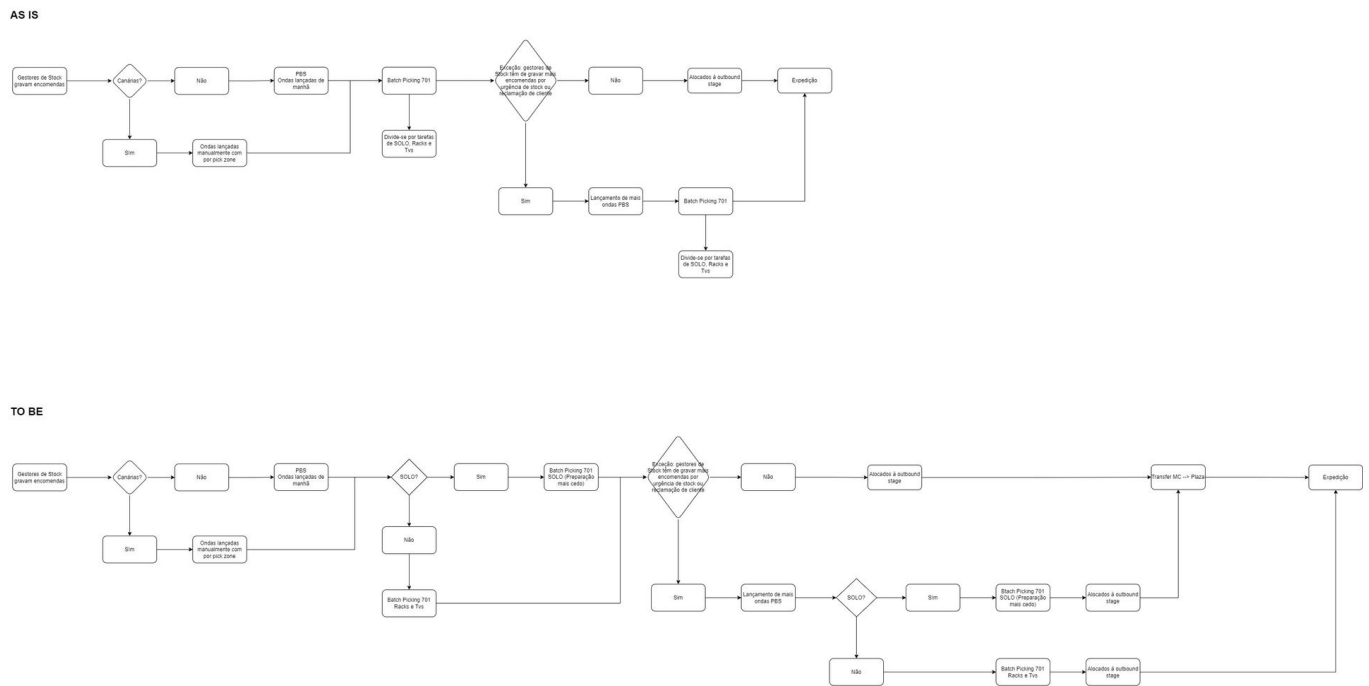 AS IS
Gestores de Stock
gravam encomendas
Canárias?
Não
PBS
Ondas lançadas de
manhã
Batch Picking 701
Exceção: gestores de
Stock têm de gravar mais
encomendas por
urgência de stock ou
reclamação de cliente
Não
Alocados á outbound
stage
Expedição
Sim
Ondas lançadas
manualmente com
por pick zone
Divide-se por tarefas
de SOLO, Racks e
Tvs
Sim
Lançamento de mais
ondas PBS
Batch Picking 701
Divide-se por tarefas
de SOLO, Racks e
Tvs
TO BE
Gestores de Stock
gravam encomendas
Canárias?
Não
PBS
Ondas lançadas de
manhã
SOLO?
Sim
Batch Picking 701
SOLO (Preparação
mais cedo)
Exceção: gestores de
Stock têm de gravar mais
encomendas por
urgência de stock ou
reclamação de cliente
Não
Alocados á outbound
stage
Transfer MC --> Plaza
Expedição
Sim
Ondas lançadas
manualmente com
por pick zone
Não
Batch Picking 701
Racks e Tvs
Sim
Lançamento de mais
ondas PBS
SOLO?
Sim
Btach Picking 701
SOLO (Preparação
mais cedo)
Alocados á outbound
stage
Não
Batch Picking 701
Racks e Tvs
Alocados á outbound
stage